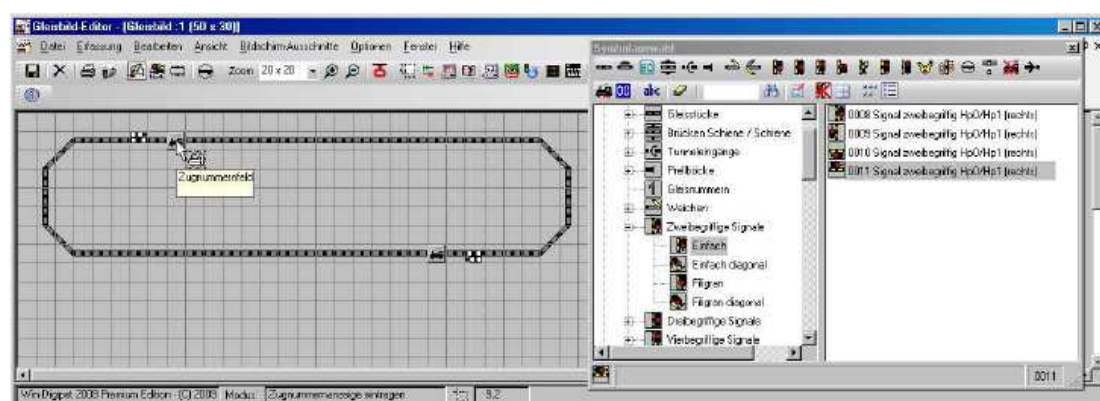 Gleisbild-Editor - [Gleisbild :1 (50 x 30)]
Datei Erfassung Bearbeiten Ansicht Bildschirm-Ausschnitte Optionen Fenster Hilfe
Zoom 20 x 20
Zugnummernfeld
Symbolauswahl
abc
Gleisstücke
Brücken Schiene / Schiene
Tunneleingänge
Prellböcke
Gleisnummern
Weichen
Zweibegriffige Signale
Einfach
Einfach diagonal
Filigran
Filigran diagonal
Dreibegriffige Signale
Vierbegriffige Signale
0008 Signal zweibegriffig Hp0/Hp1 (rechts)
0009 Signal zweibegriffig Hp0/Hp1 (rechts)
0010 Signal zweibegriffig Hp0/Hp1 (rechts)
0011 Signal zweibegriffig Hp0/Hp1 (rechts)
0011
Win-Digipet 2009 Premium Edition - (C) 2008 Modus: Zugnummernanzeige eintragen 9,2